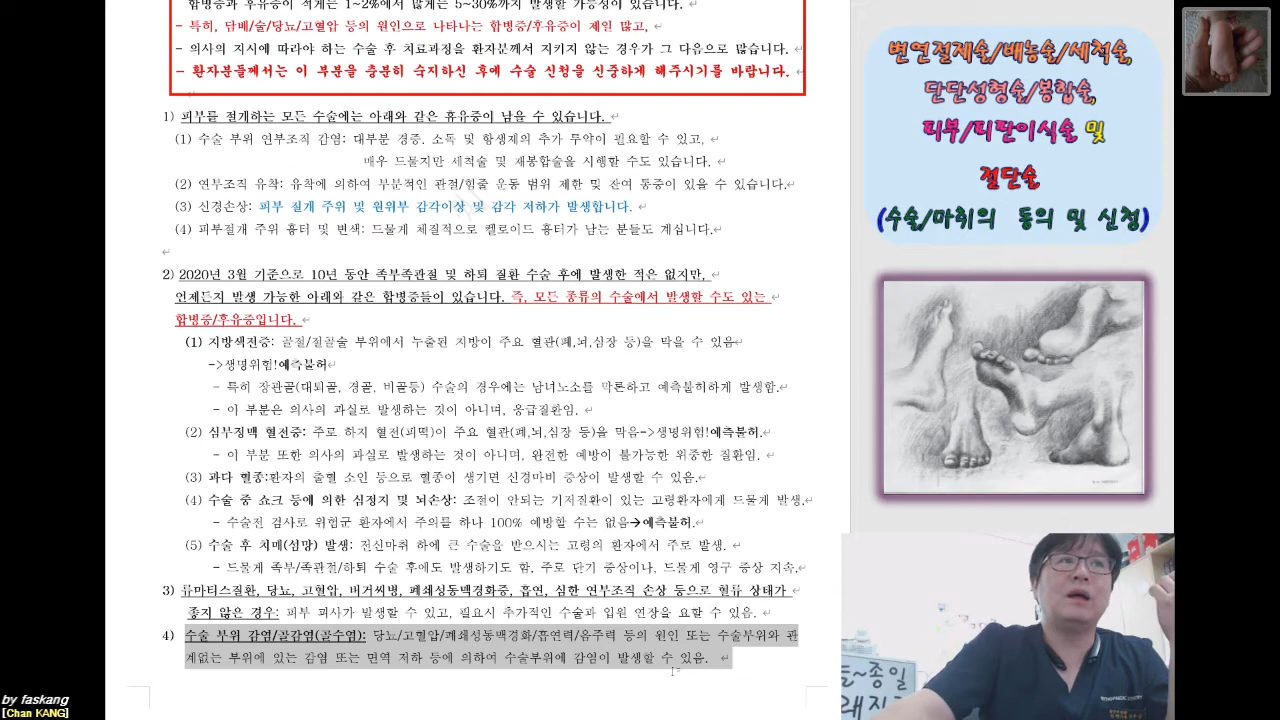 합병증과 후유증이 적게는 1~2%에서 많게는 5~30%까지 발생할 가능성이 있습니다.
- 특히, 담배/술/당뇨/고혈압 등의 원인으로 나타나는 합병증/후유증이 제일 많고,
- 의사의 지시에 따라야 하는 수술 후 치료과정을 환자분께서 지키지 않는 경우가 그 다음으로 많습니다.
- 환자분들께서는 이 부분을 충분히 숙지하신 후에 수술 신청을 신중하게 해주시기를 바랍니다.
1) 피부를 절개하는 모든 수술에는 아래와 같은 휴유증이 남을 수 있습니다.
(1) 수술 부위 연부조직 감염: 대부분 경증. 소독 및 항생제의 추가 투약이 필요할 수 있고,
매우 드물지만 세척술 및 재봉합술을 시행할 수도 있습니다.
(2) 연부조직 유착: 유착에 의하여 부분적인 관절/힘줄 운동 범위 제한 및 잔여 통증이 있을 수 있습니다.
(3) 신경손상: 피부 절개 주위 및 원위부 감각이상 및 감각 저하가 발생합니다.
(4) 피부절개 주위 흉터 및 변색: 드물게 체질적으로 켈로이드 흉터가 남는 분들도 계십니다.
2) 2020년 3월 기준으로 10년 동안 족부족관절 및 하퇴 질환 수술 후에 발생한 적은 없지만,
언제든지 발생 가능한 아래와 같은 합병증들이 있습니다. 즉, 모든 종류의 수술에서 발생할 수도 있는
합병증/후유증입니다.
(1) 지방색전증: 골절/절골술 부위에서 누출된 지방이 주요 혈관(폐,뇌,심장 등)을 막을 수 있음
->생명위험!예측불허
- 특히 장관골(대퇴골, 경골, 비골등) 수술의 경우에는 남녀노소를 막론하고 예측불허하게 발생함.
- 이 부분은 의사의 과실로 발생하는 것이 아니며, 응급질환임.
(2) 심부정맥 혈전증: 주로 하지 혈전(피떡)이 주요 혈관(폐,뇌,심장 등)을 막음->생명위험!예측불허.
- 이 부분 또한 의사의 과실로 발생하는 것이 아니며, 완전한 예방이 불가능한 위중한 질환임.
(3) 과다 혈종:환자의 출혈 소인 등으로 혈종이 생기면 신경마비 증상이 발생할 수 있음.
(4) 수술 중 쇼크 등에 의한 심정지 및 뇌손상: 조절이 안되는 기저질환이 있는 고령환자에게 드물게 발생.
- 수술전 검사로 위험군 환자에서 주의를 하나 100% 예방할 수는 없음→예측불허.
(5) 수술 후 치매(섬망) 발생: 전신마취 하에 큰 수술을 받으시는 고령의 환자에서 주로 발생.
- 드물게 족부/족관절/하퇴 수술 후에도 발생하기도 함, 주로 단기 증상이나, 드물게 영구 증상 지속.
3) 류마티스질환, 당뇨, 고혈압, 버거씨병, 폐쇄성동맥경화증, 흡연, 심한 연부조직 손상 등으로 혈류 상태가
좋지 않은 경우: 피부 괴사가 발생할 수 있고, 필요시 추가적인 수술과 입원 연장을 요할 수 있음.
4) 수술 부위 감염/골감염(골수염): 당뇨/고혈압/폐쇄성동맥경화/흡연력/음주력 등의 원인 또는 수술부위와 관
계없는 부위에 있는 감염 또는 면역 저하 등에 의하여 수술부위에 감염이 발생할 수 있음.
변연절제술/배농술/세척술,
단단성형술/봉합술,
피부/피판이식술 및
절단술
(수술/마취의 동의 및 신청)
by faskang
[Chan KANG]